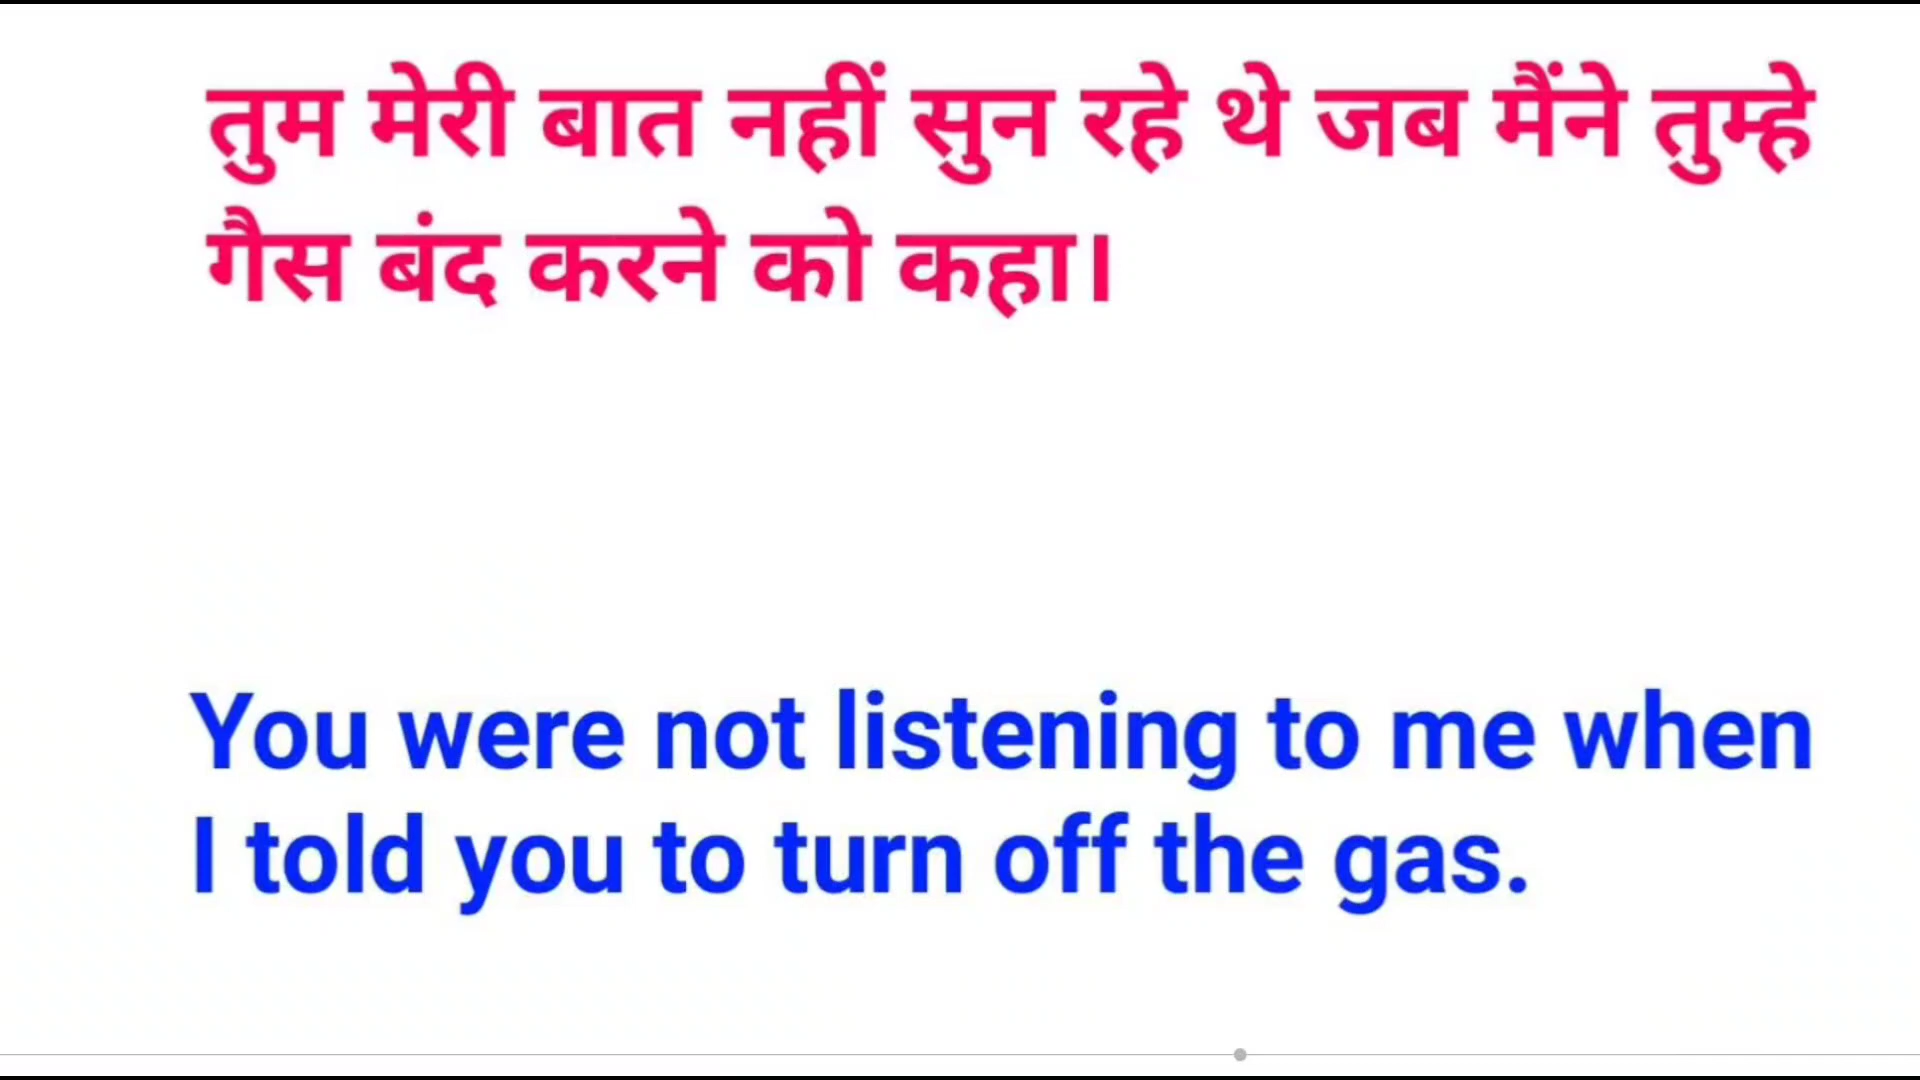 तुम मेरी बात नहीं सुन रहे थे जब मैंने तुम्हे
गैस बंद करने को कहा।
You were not listening to me when
I told you to turn off the gas.